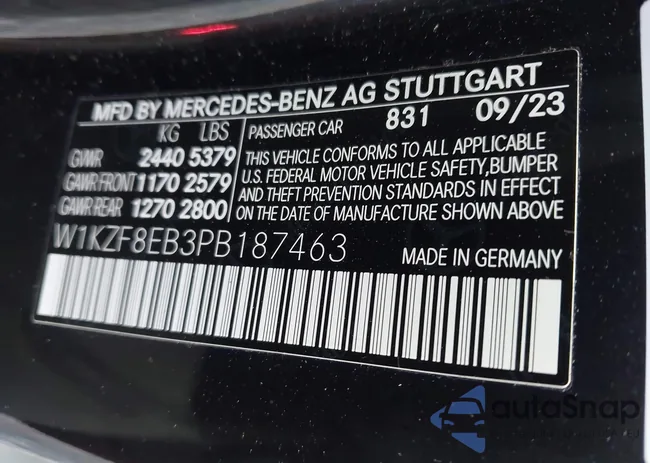 MFD BY MERCEDES-BENZ AG STUTTGART
KG LBS
GVWR 2440 5379
GAWR FRONT 1170 2579
GAWR REAR 1270 2800
PASSENGER CAR 831 09/23
THIS VEHICLE CONFORMS TO ALL APPLICABLE
U.S. FEDERAL MOTOR VEHICLE SAFETY,BUMPER
AND THEFT PREVENTION STANDARDS IN EFFECT
ON THE DATE OF MANUFACTURE SHOWN ABOVE
W1KZF8EB3PB187463
MADE IN GERMANY
autoSnap